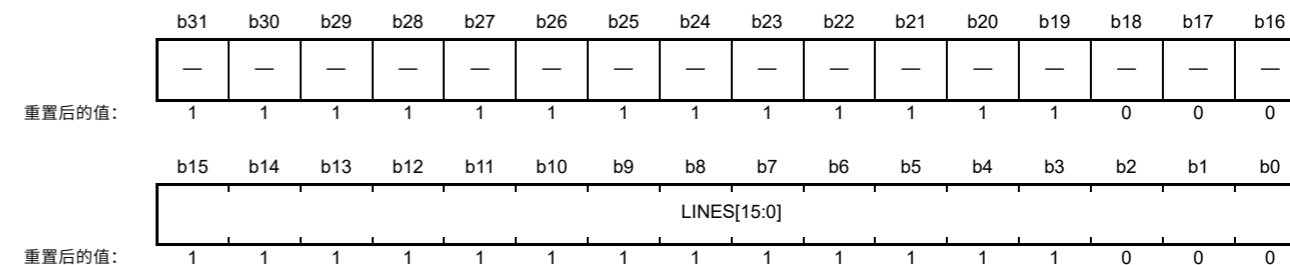 b31 b30 b29 b28 b27 b26 b25 b24 b23 b22 b21 b20 b19 b18 b17 b16
— — — — — — — — — — — — — — — —
重置后的值： 1 1 1 1 1 1 1 1 1 1 1 1 1 0 0 0
b15 b14 b13 b12 b11 b10 b9 b8 b7 b6 b5 b4 b3 b2 b1 b0
LINES[15:0]
重置后的值： 1 1 1 1 1 1 1 1 1 1 1 1 1 0 0 0